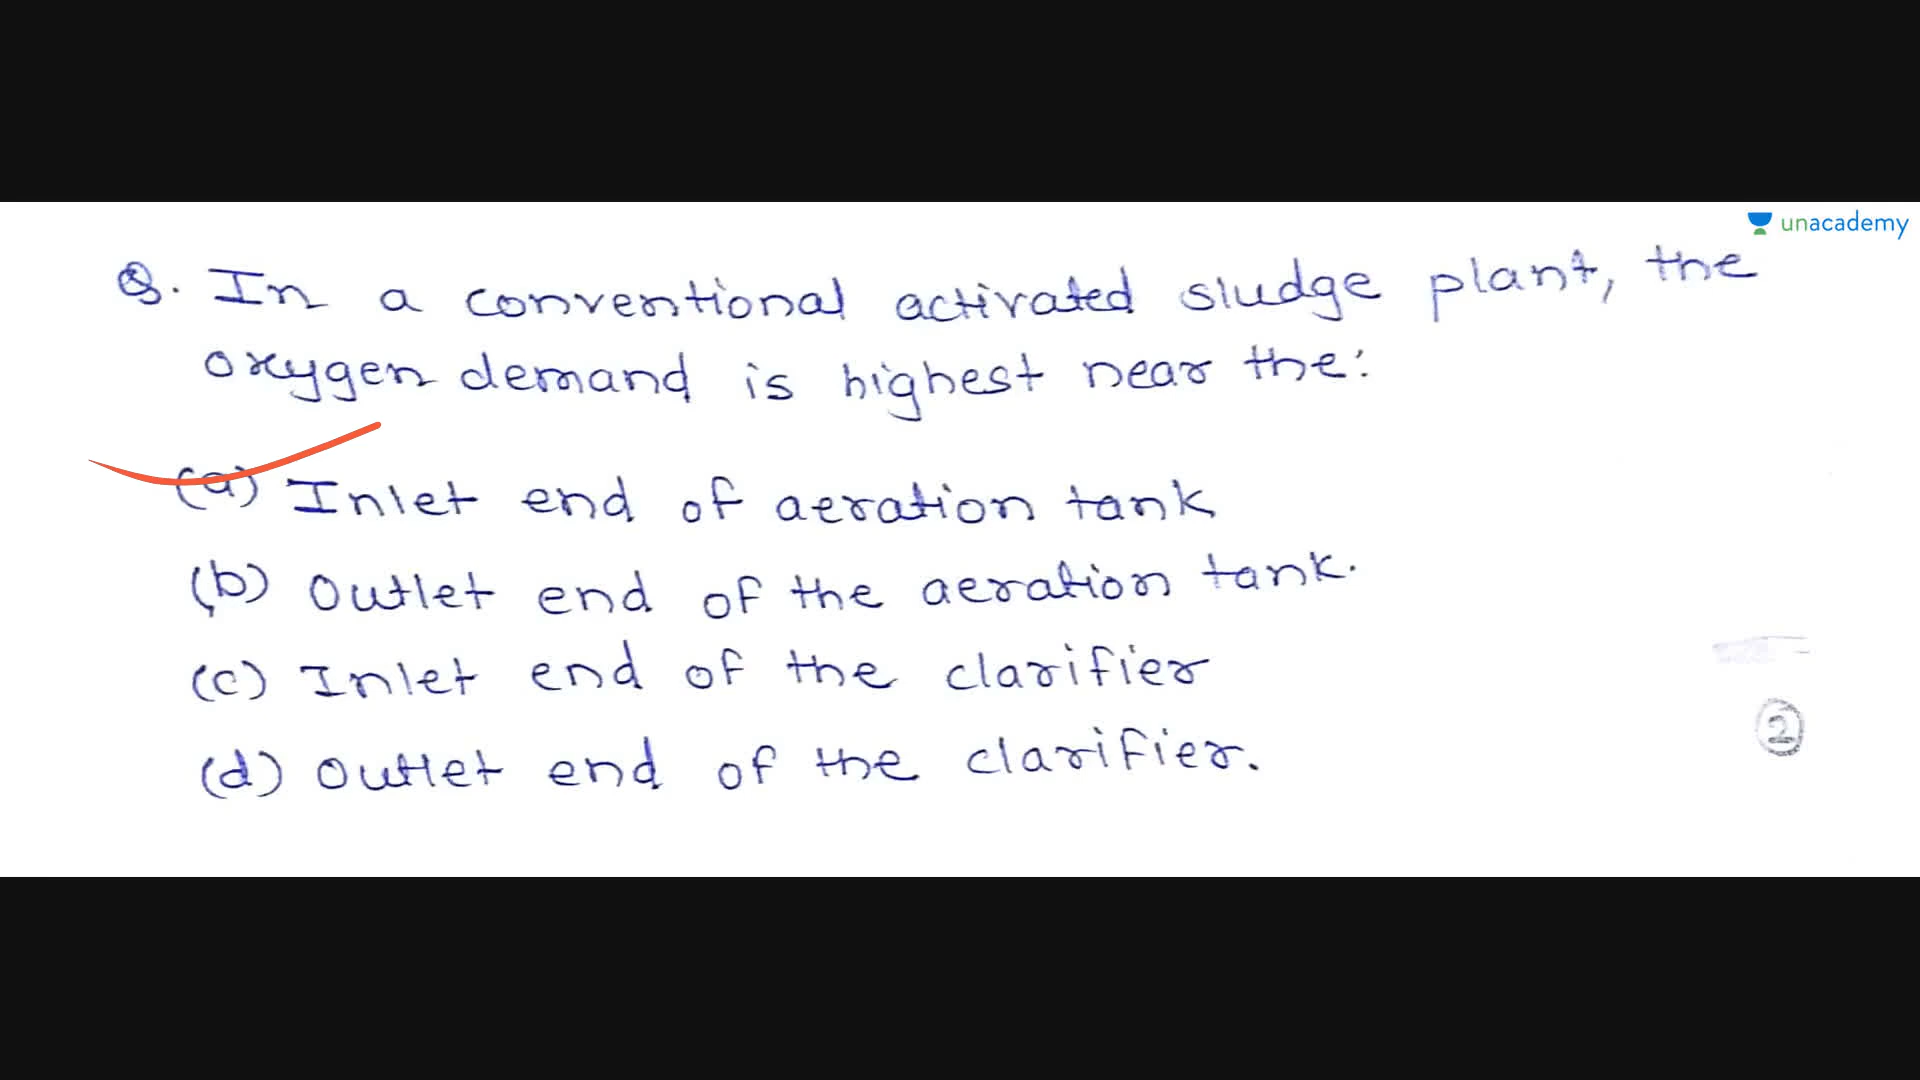 unacademy
Q. In a conventional activated sludge plant, the
oxygen demand is highest near the:
(a) Inlet end of aeration tank
(b) Outlet end of the aeration tank.
(c) Inlet end of the clarifier
(d) Outlet end of the clarifier.
2